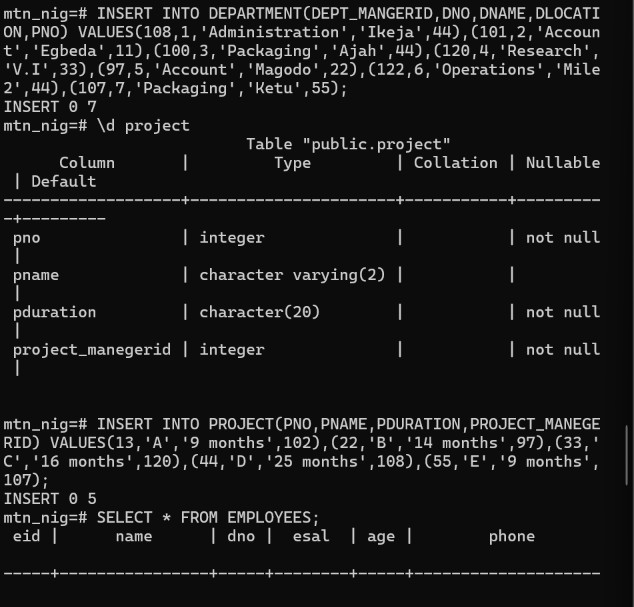 mtn_nig=# INSERT INTO DEPARTMENT(DEPT_MANGERID,DNO,DNAME,DLOCATI
ON,PNO) VALUES(108,1,'Administration','Ikeja',44),(101,2,'Accoun
t','Egbeda',11),(100,3,'Packaging','Ajah',44),(120,4,'Research',
'V.I',33),(97,5,'Account','Magodo',22),(122,6,'Operations','Mile
2',44),(107,7,'Packaging','Ketu',55);
INSERT 0 7
mtn_nig=# \d project
Table "public.project"
Column | Type | Collation | Nullable
| Default
-------------------+----------------------+-----------+---------
-+---------
pno | integer | | not null
|
pname | character varying(2) | |
|
pduration | character(20) | | not null
|
project_manegerid | integer | | not null
|
mtn_nig=# INSERT INTO PROJECT(PNO,PNAME,PDURATION,PROJECT_MANEGE
RID) VALUES(13,'A','9 months',102),(22,'B','14 months',97),(33,'
C','16 months',120),(44,'D','25 months',108),(55,'E','9 months',
107);
INSERT 0 5
mtn_nig=# SELECT * FROM EMPLOYEES;
eid | name | dno | esal | age | phone
-----+----------------+-----+--------+-----+--------------------